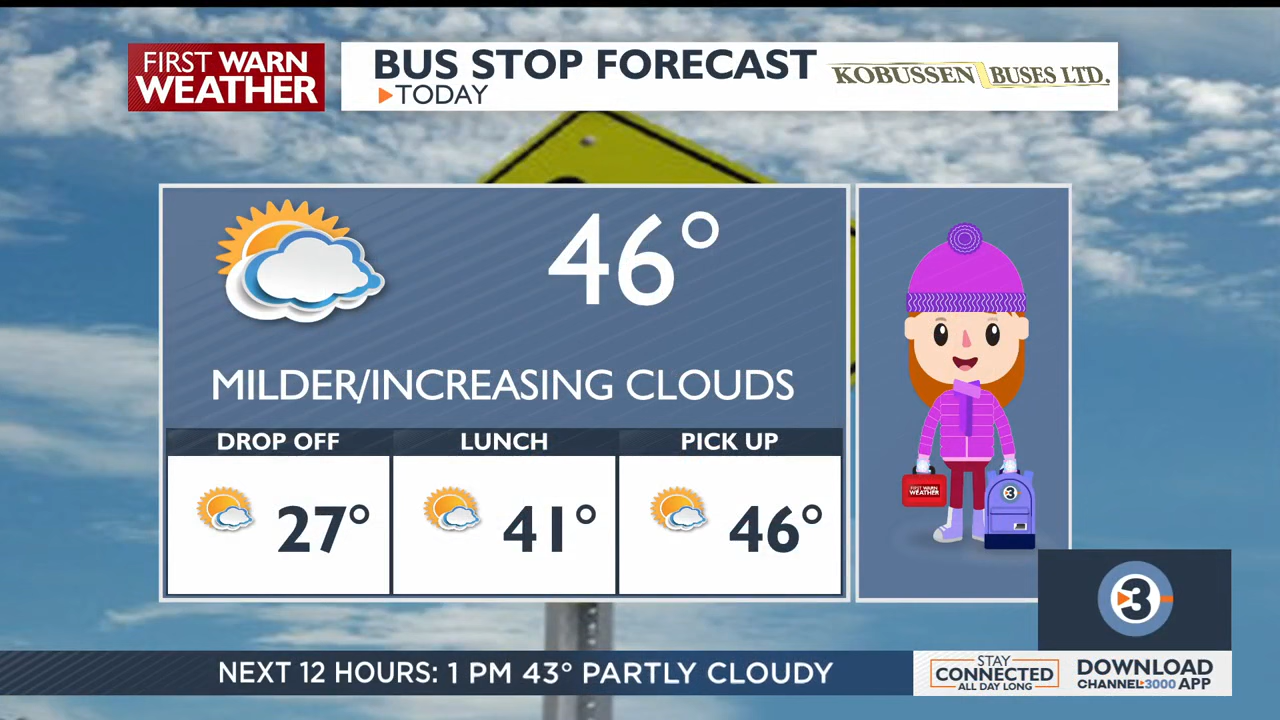 FIRST WARN
WEATHER
BUS STOP FORECAST
TODAY
KOBUSSEN BUSES LTD.
46°
MILDER/INCREASING CLOUDS
DROP OFF
LUNCH
PICK UP
27°
41°
46°
FIRST WARN
WEATHER
3
3
NEXT 12 HOURS: 1 PM 43° PARTLY CLOUDY
STAY
CONNECTED
ALL DAY LONG
DOWNLOAD
CHANNEL3000 APP